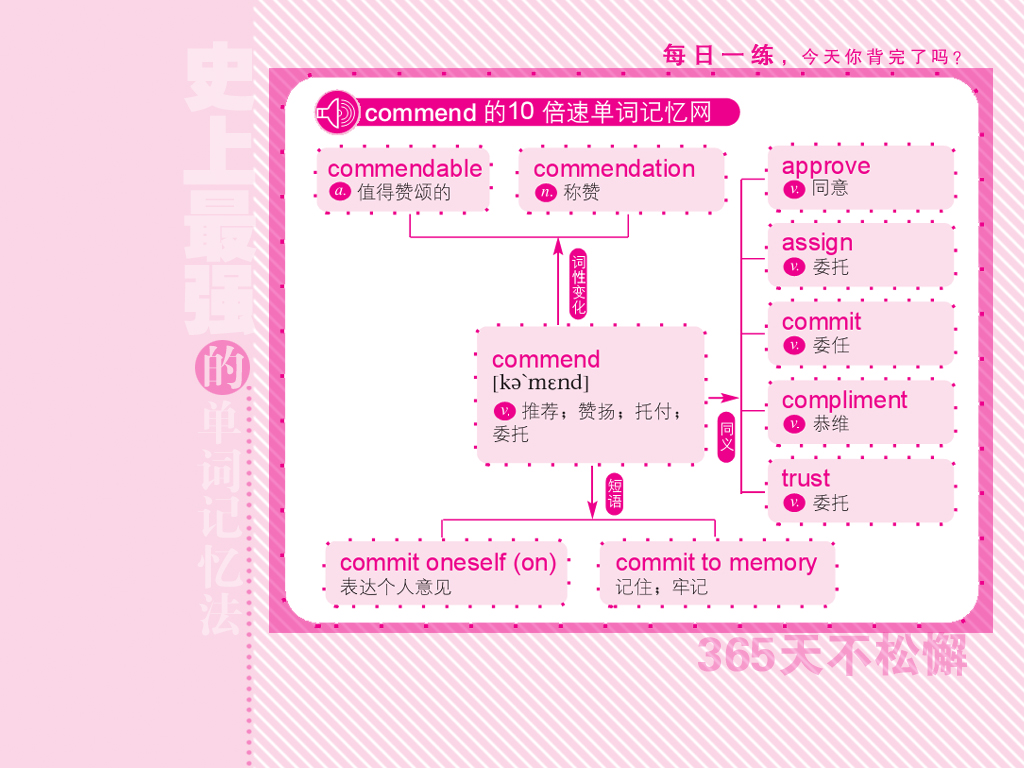 每日一练，今天你背完了吗?
史上最强的单词记忆法
commend 的10 倍速单词记忆网
commendable
a. 值得赞颂的
commendation
n. 称赞
approve
v. 同意
assign
v. 委托
commit
v. 委任
compliment
v. 恭维
trust
v. 委托
词性变化
commend
[kə`mɛnd]
v. 推荐；赞扬；托付；
委托
同义
短语
commit oneself (on)
表达个人意见
commit to memory
记住；牢记
365天不松懈